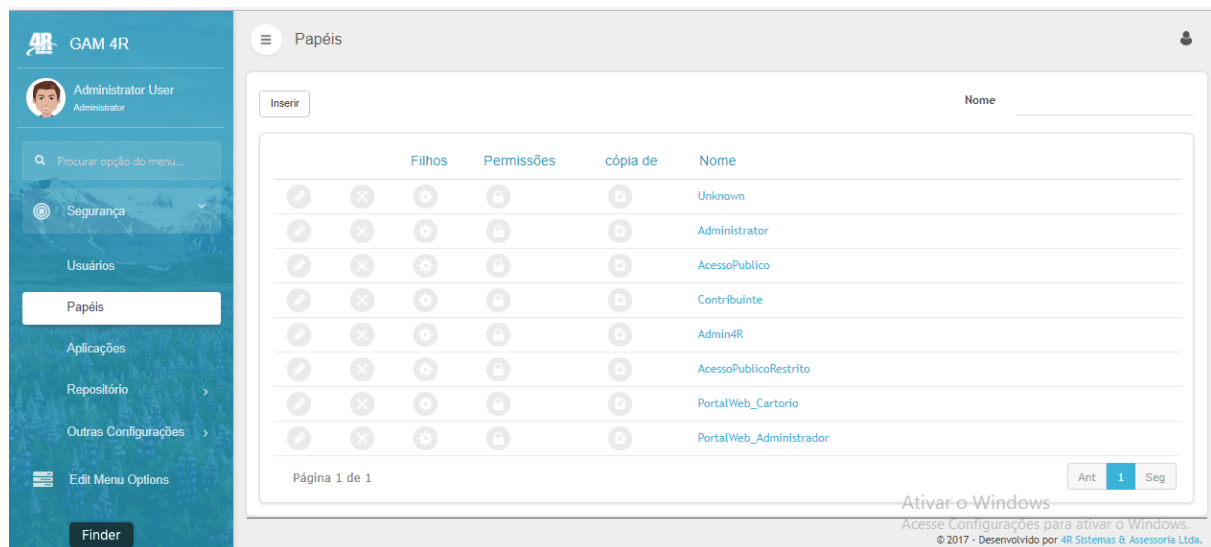 4R
GAM 4R
Administrator User
Administrator
Procurar opção do menu...
Segurança
Usuários
Papéis
Aplicações
Repositório
Outras Configurações
Edit Menu Options
Finder
Papéis
Inserir
Nome
Filhos Permissões cópia de Nome
Unknown
Administrator
AcessoPublico
Contribuinte
Admin4R
AcessoPublicoRestrito
PortalWeb_Cartorio
PortalWeb_Administrador
Página 1 de 1
Ant 1 Seg
Ativar o Windows
Acesse Configurações para ativar o Windows.
© 2017 - Desenvolvido por 4R Sistemas & Assessoria Ltda.